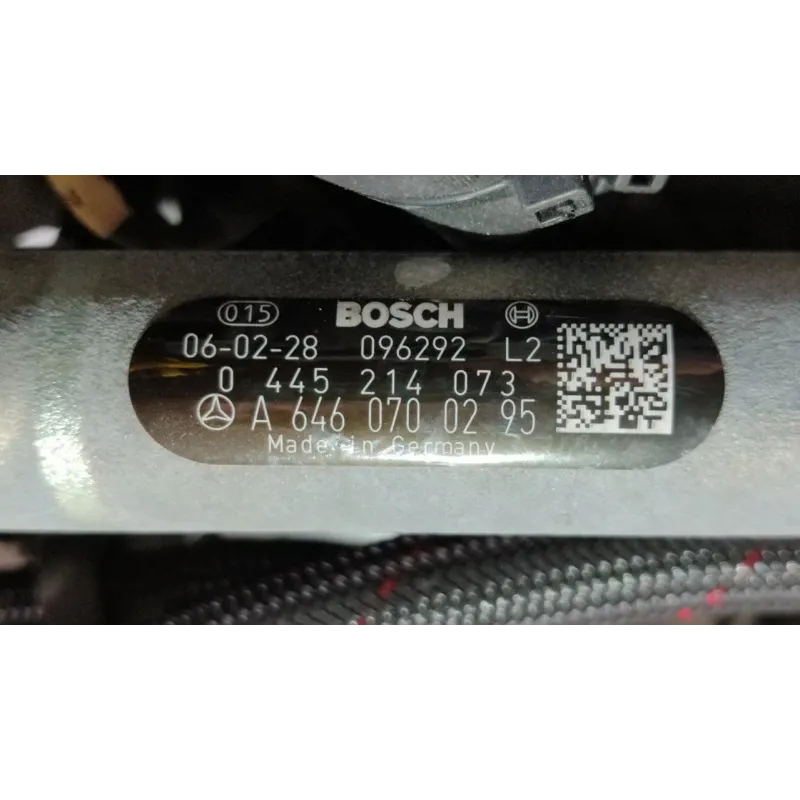 015 BOSCH
06-02-28 096292 L2
0 445 214 073
A 646 070 02 95
Made in Germany